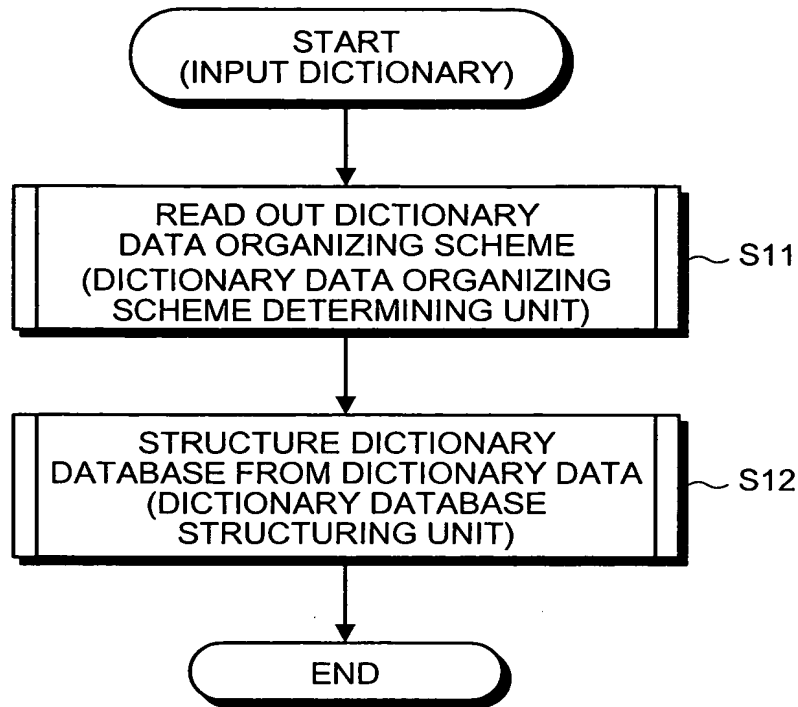 START
(INPUT DICTIONARY)
READ OUT DICTIONARY
DATA ORGANIZING SCHEME
(DICTIONARY DATA ORGANIZING
SCHEME DETERMINING UNIT)
S11
STRUCTURE DICTIONARY
DATABASE FROM DICTIONARY DATA
(DICTIONARY DATABASE
STRUCTURING UNIT)
S12
END